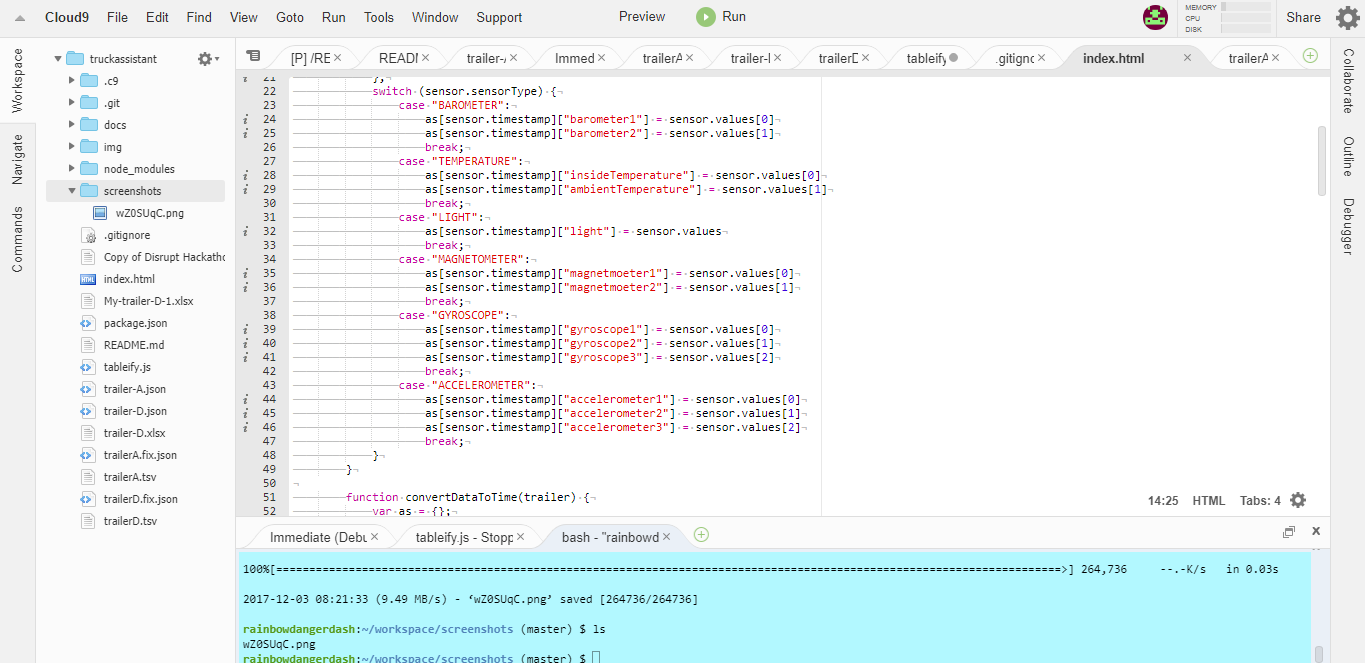 Cloud9 File Edit Find View Goto Run Tools Window Support Preview Run MEMORY CPU DISK Share
Workspace
Navigate
Commands
truckassistant
.c9
.git
docs
img
node_modules
screenshots
wZ0SUqC.png
.gitignore
Copy of Disrupt Hackatho
index.html
My-trailer-D-1.xlsx
package.json
README.md
tableify.js
trailer-A.json
trailer-D.json
trailer-D.xlsx
trailerA.fix.json
trailerA.tsv
trailerD.fix.json
trailerD.tsv
[P] /RE READM trailer-A Immed trailerA trailer-D trailerD tableify .gitignc index.html trailerA
21 };
22 switch (sensor.sensorType) {
23 case "BAROMETER":
24 as[sensor.timestamp]["barometer1"] = sensor.values[0]
25 as[sensor.timestamp]["barometer2"] = sensor.values[1]
26 break;
27 case "TEMPERATURE":
28 as[sensor.timestamp]["insideTemperature"] = sensor.values[0]
29 as[sensor.timestamp]["ambientTemperature"] = sensor.values[1]
30 break;
31 case "LIGHT":
32 as[sensor.timestamp]["light"] = sensor.values
33 break;
34 case "MAGNETOMETER":
35 as[sensor.timestamp]["magnetmoeter1"] = sensor.values[0]
36 as[sensor.timestamp]["magnetmoeter2"] = sensor.values[1]
37 break;
38 case "GYROSCOPE":
39 as[sensor.timestamp]["gyroscope1"] = sensor.values[0]
40 as[sensor.timestamp]["gyroscope2"] = sensor.values[1]
41 as[sensor.timestamp]["gyroscope3"] = sensor.values[2]
42 break;
43 case "ACCELEROMETER":
44 as[sensor.timestamp]["accelerometer1"] = sensor.values[0]
45 as[sensor.timestamp]["accelerometer2"] = sensor.values[1]
46 as[sensor.timestamp]["accelerometer3"] = sensor.values[2]
47 break;
48 }
49 }
50
51 function convertDataToTime(trailer) {
52 var as = {};
14:25 HTML Tabs: 4
Immediate (Debu tableify.js - Stopp bash - "rainbowd
100%[=======================================================================================================================>] 264,736 --.-K/s in 0.03s
2017-12-03 08:21:33 (9.49 MB/s) - ‘wZ0SUqC.png’ saved [264736/264736]
rainbowdangerdash:~/workspace/screenshots (master) $ ls
wZ0SUqC.png
rainbowdangerdash:~/workspace/screenshots (master) $
Collaborate
Outline
Debugger